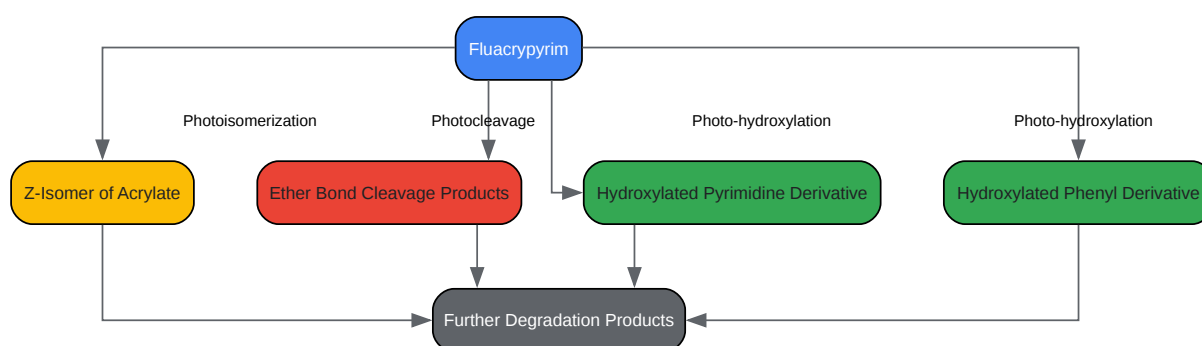 Fluacrypyrim
Photoisomerization
Photocleavage
Photo-hydroxylation
Photo-hydroxylation
Z-Isomer of Acrylate
Ether Bond Cleavage Products
Hydroxylated Pyrimidine Derivative
Hydroxylated Phenyl Derivative
Further Degradation Products